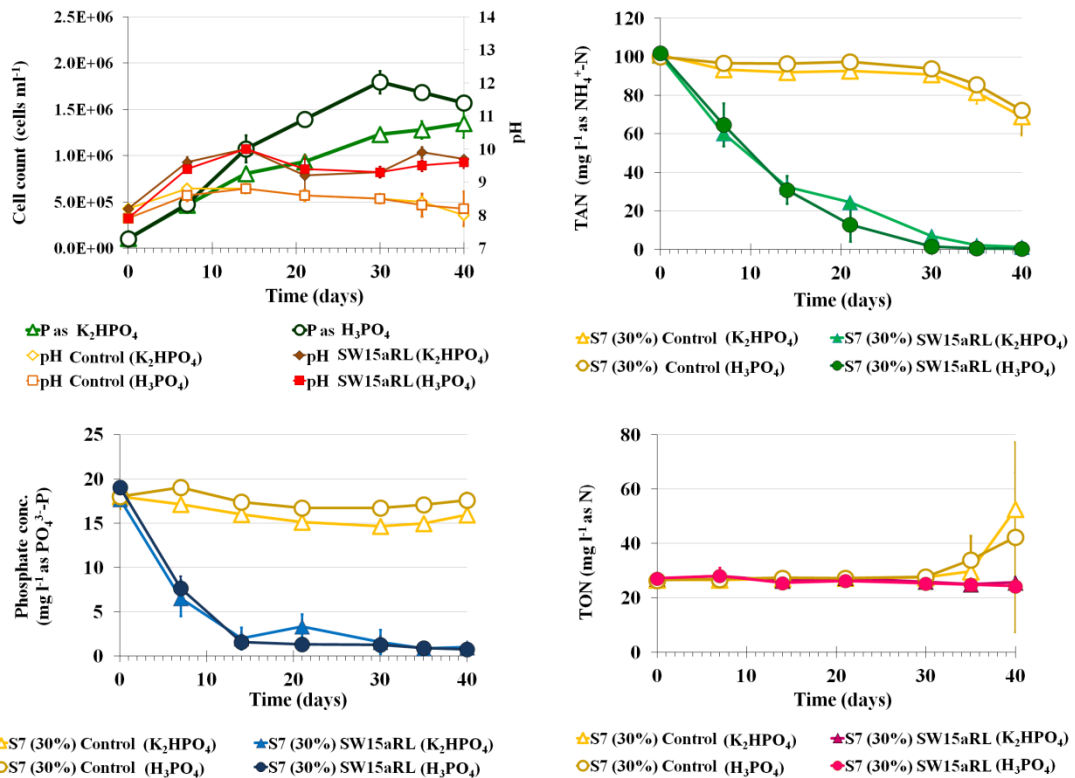 2.5E+06
2.0E+06
1.5E+06
1.0E+06
5.0E+05
0.0E+00
Cell count (cells ml⁻¹)
14
13
12
11
10
9
8
7
pH
0 10 20 30 40
Time (days)
P as K₂HPO₄ P as H₃PO₄
pH Control (K₂HPO₄) pH SW15aRL (K₂HPO₄)
pH Control (H₃PO₄) pH SW15aRL (H₃PO₄)
120
100
80
60
40
20
0
TAN (mg l⁻¹ as NH₄⁺-N)
0 10 20 30 40
Time (days)
S7 (30%) Control (K₂HPO₄) S7 (30%) SW15aRL (K₂HPO₄)
S7 (30%) Control (H₃PO₄) S7 (30%) SW15aRL (H₃PO₄)
25
20
15
10
5
0
Phosphate conc.
(mg l⁻¹ as PO₄³⁻-P)
0 10 20 30 40
Time (days)
S7 (30%) Control (K₂HPO₄) S7 (30%) SW15aRL (K₂HPO₄)
S7 (30%) Control (H₃PO₄) S7 (30%) SW15aRL (H₃PO₄)
80
60
40
20
0
TON (mg l⁻¹ as N)
0 10 20 30 40
Time (days)
S7 (30%) Control (K₂HPO₄) S7 (30%) SW15aRL (K₂HPO₄)
S7 (30%) Control (H₃PO₄) S7 (30%) SW15aRL (H₃PO₄)